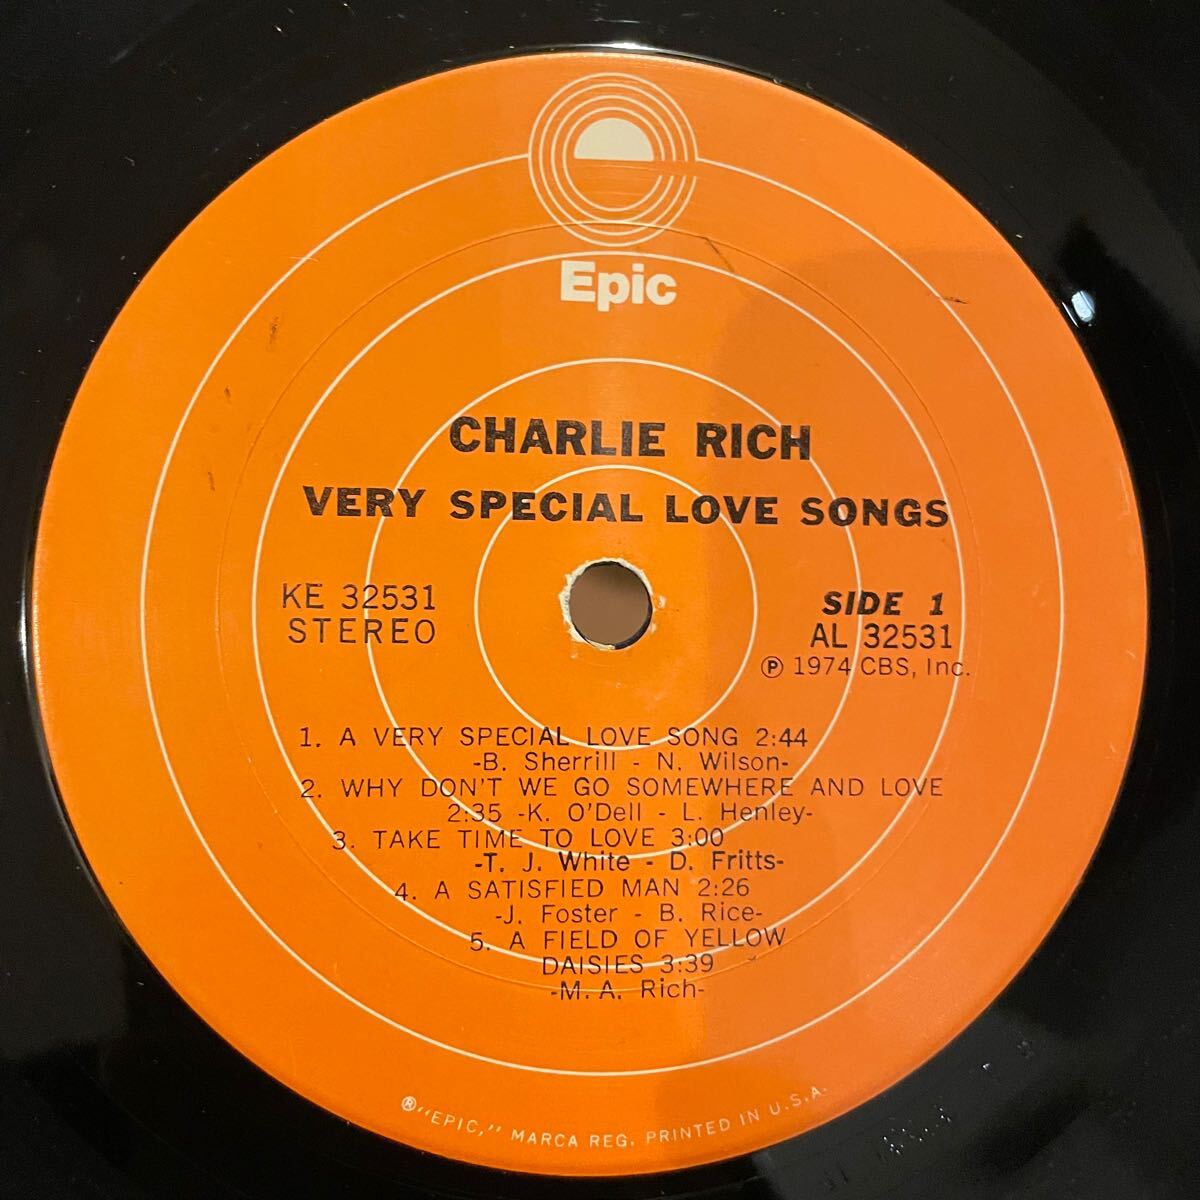 Epic
CHARLIE RICH
VERY SPECIAL LOVE SONGS
KE 32531
STEREO
SIDE 1
AL 32531
Ⓟ 1974 CBS, Inc.
1. A VERY SPECIAL LOVE SONG 2:44
-B. Sherrill - N. Wilson-
2. WHY DON'T WE GO SOMEWHERE AND LOVE
2:35 -K. O'Dell - L. Henley-
3. TAKE TIME TO LOVE 3:00
-T. J. White - D. Fritts-
4. A SATISFIED MAN 2:26
-J. Foster - B. Rice-
5. A FIELD OF YELLOW
DAISIES 3:39
-M. A. Rich-
®"EPIC," MARCA REG. PRINTED IN U.S.A.